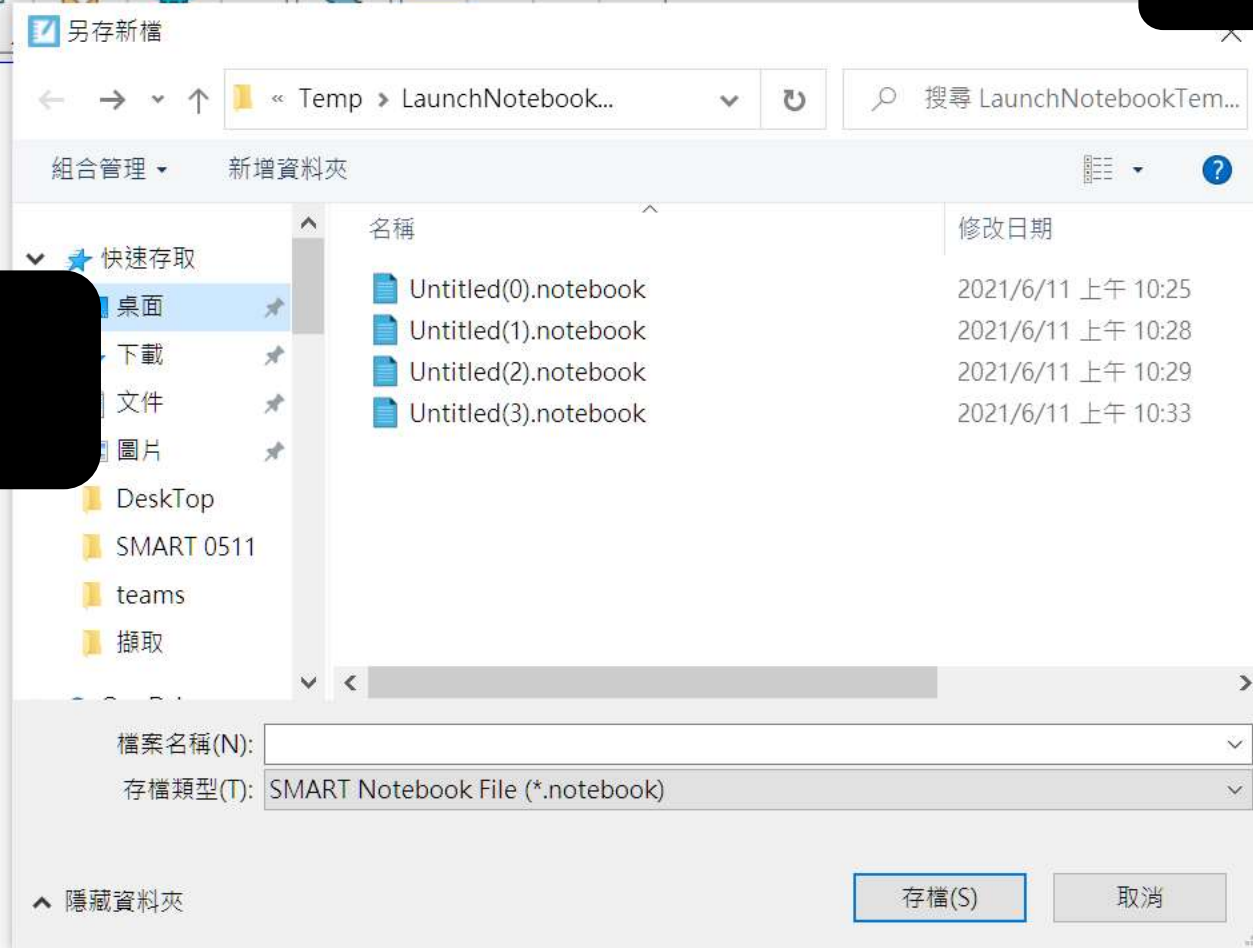 另存新檔
« Temp › LaunchNotebook...
搜尋 LaunchNotebookTem...
組合管理
新增資料夾
名稱
修改日期
快速存取
桌面
下載
文件
圖片
DeskTop
SMART 0511
teams
擷取
Untitled(0).notebook 2021/6/11 上午 10:25
Untitled(1).notebook 2021/6/11 上午 10:28
Untitled(2).notebook 2021/6/11 上午 10:29
Untitled(3).notebook 2021/6/11 上午 10:33
檔案名稱(N):
存檔類型(T): SMART Notebook File (*.notebook)
隱藏資料夾
存檔(S)
取消